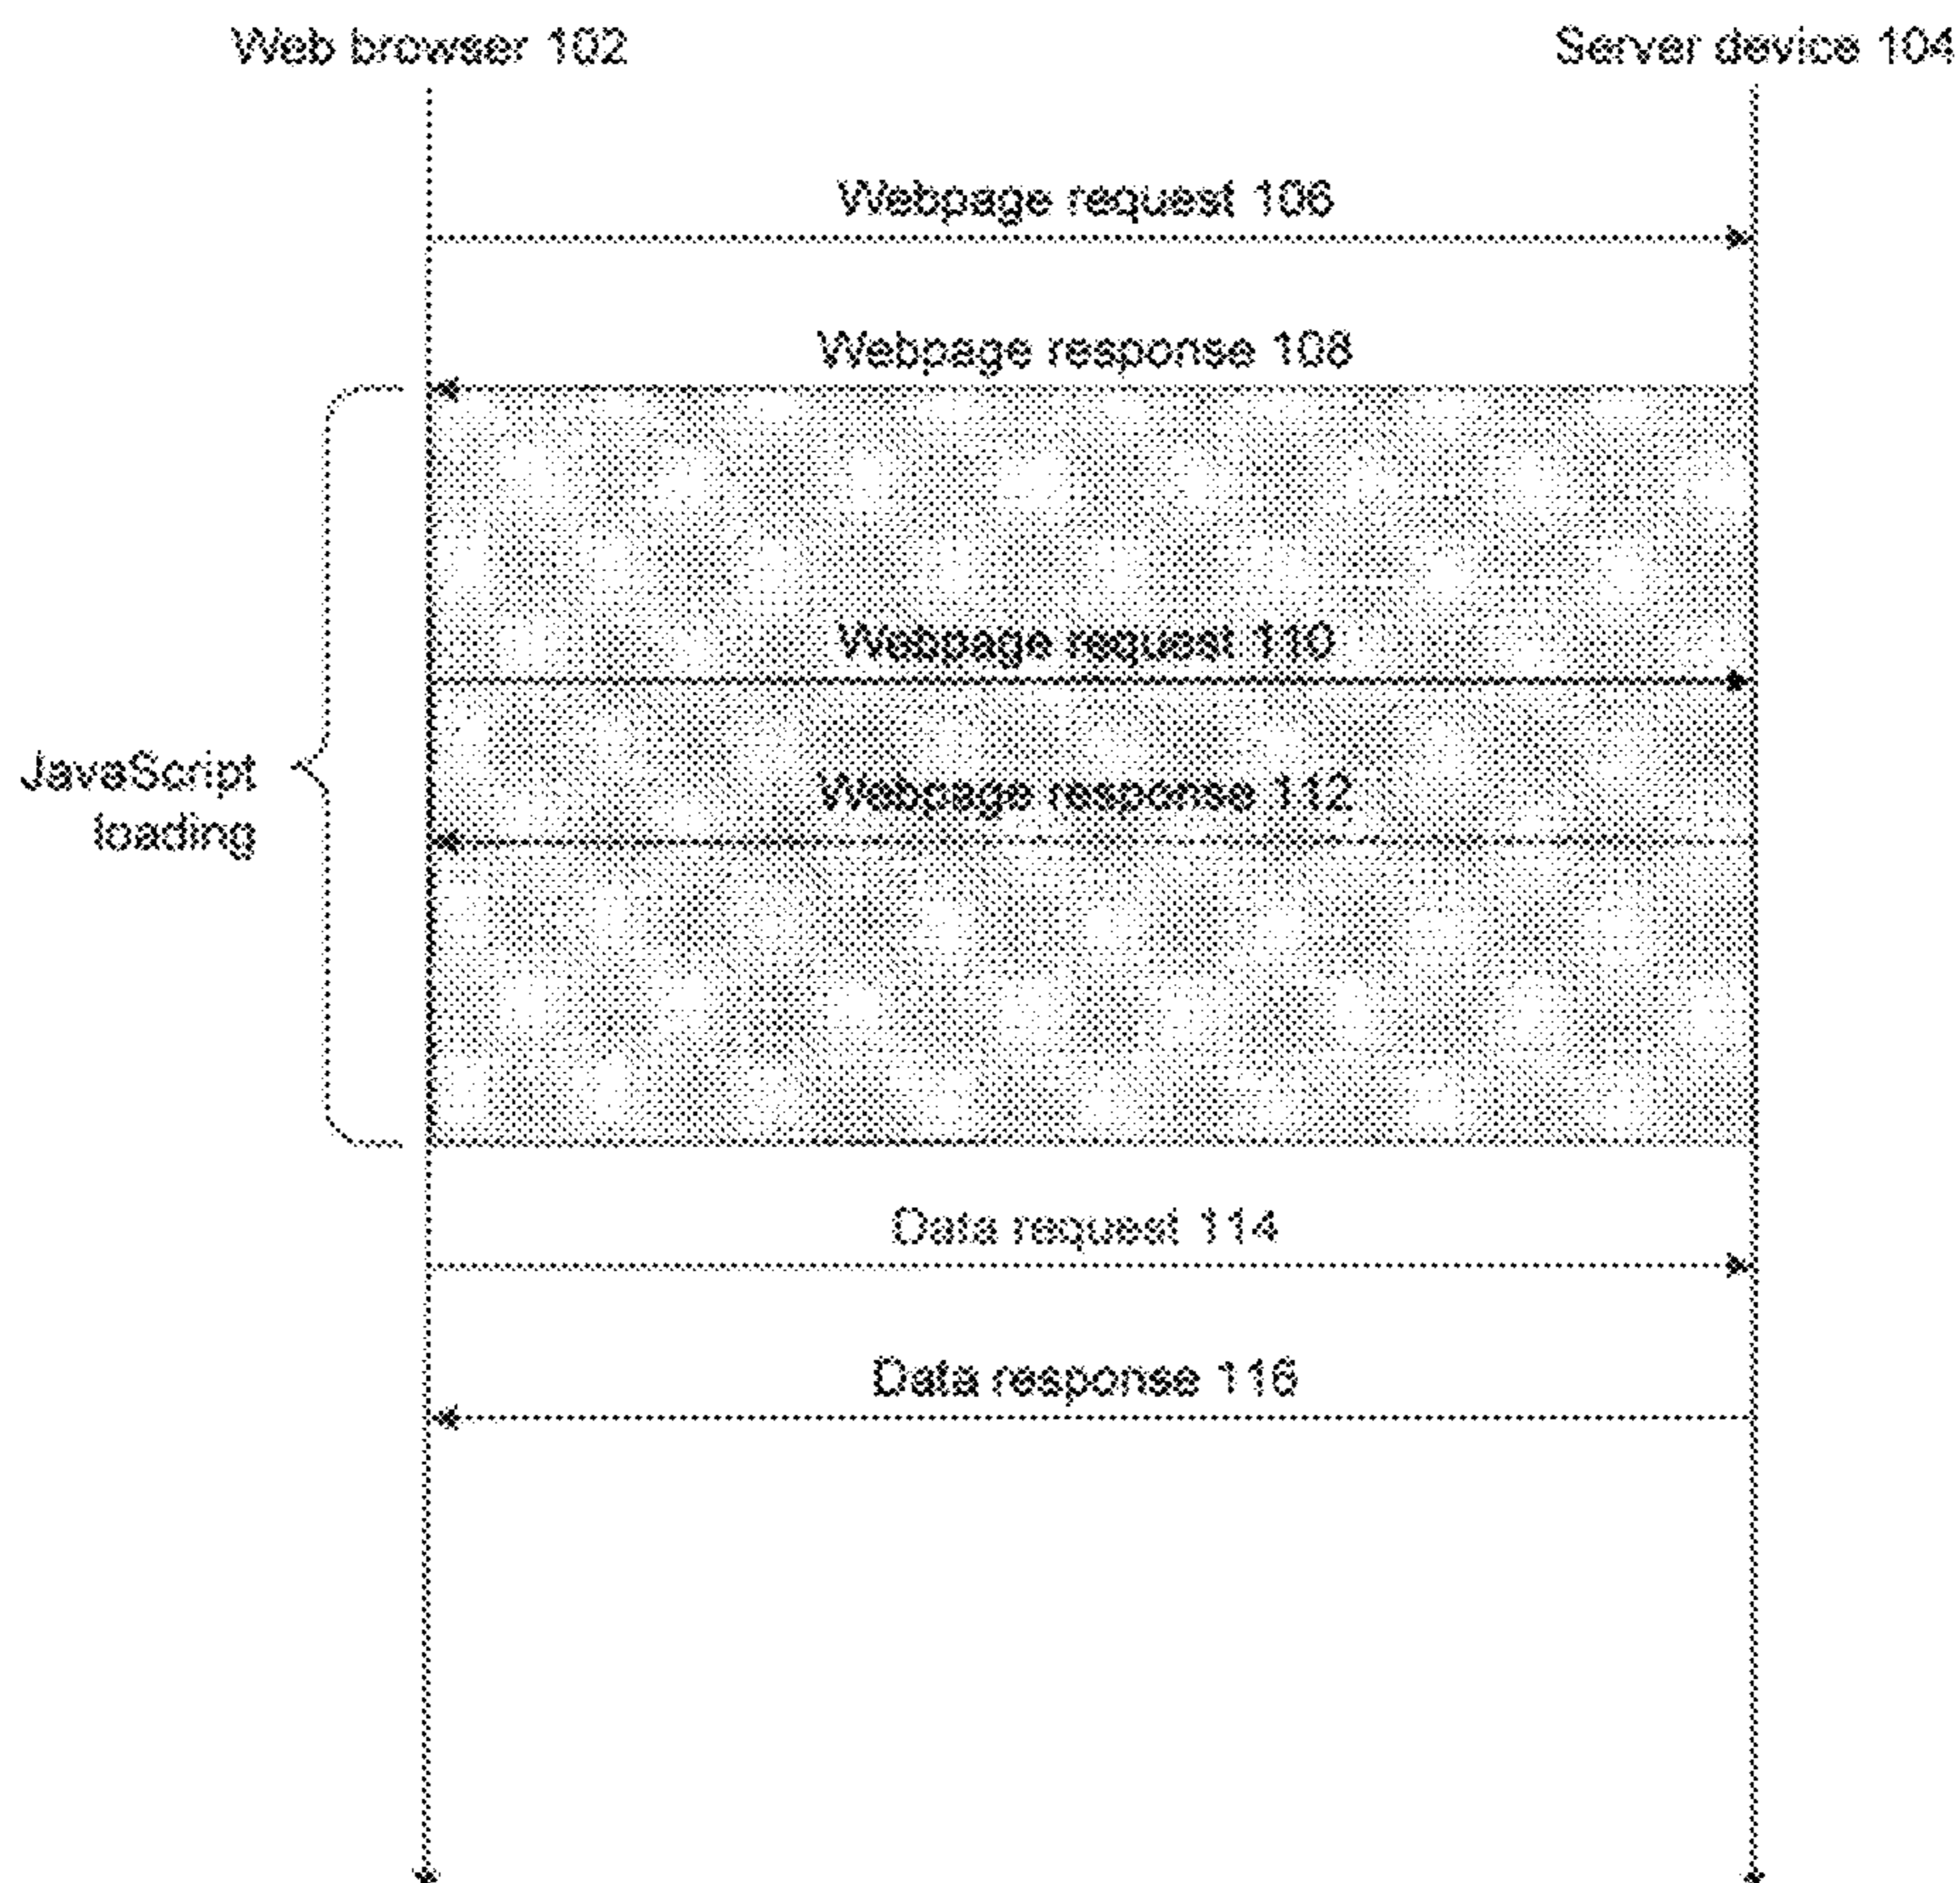 Web browser 102
Server device 104
Webpage request 106
Webpage response 108
Webpage request 110
JavaScript
loading
Webpage response 112
Data request 114
Data response 116